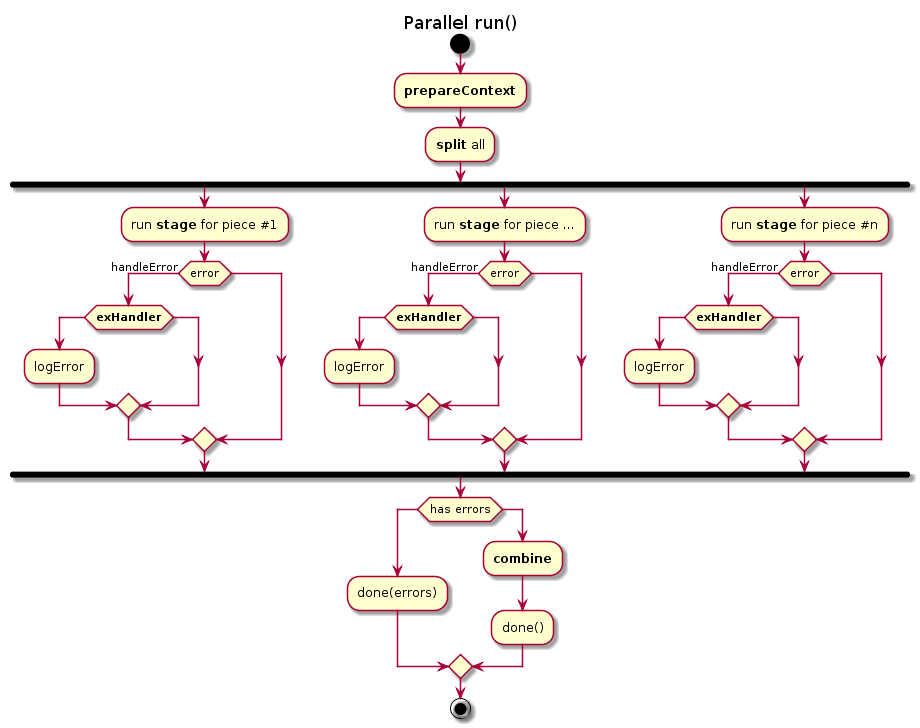 Parallel run()
prepareContext
split all
run stage for piece #1
run stage for piece ...
run stage for piece #n
handleError
error
handleError
error
handleError
error
exHandler
exHandler
exHandler
logError
logError
logError
has errors
combine
done(errors)
done()